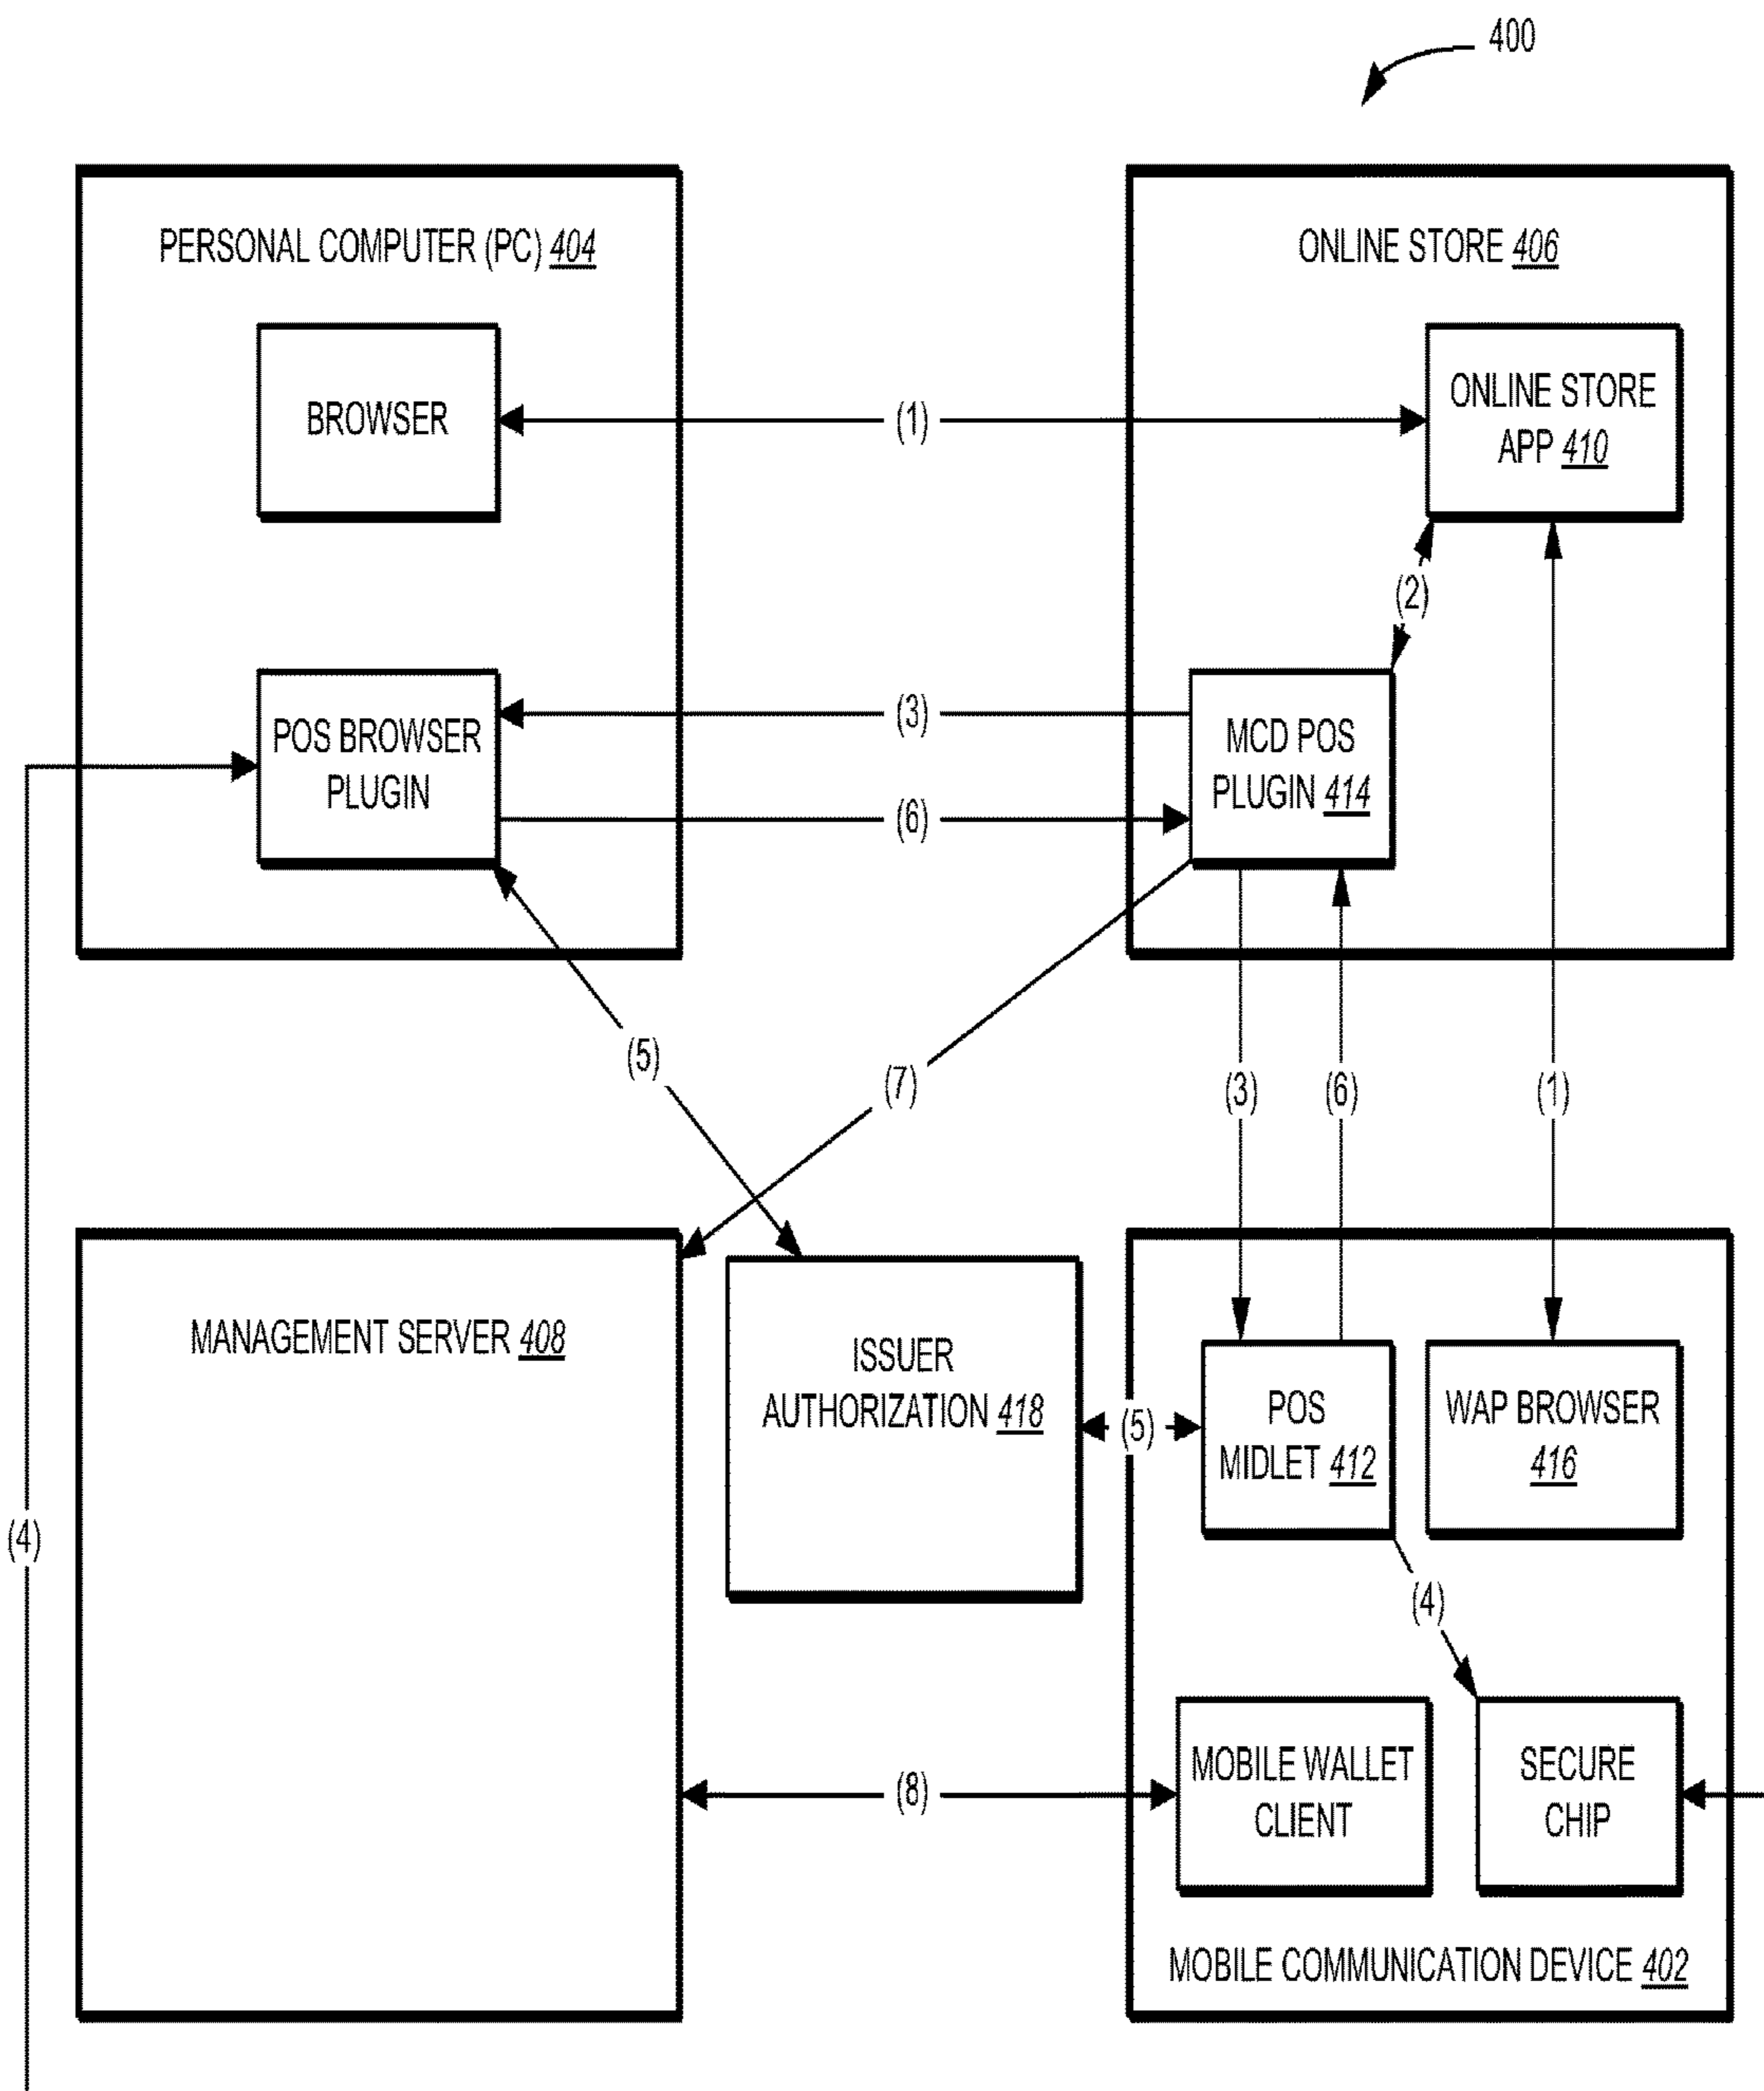 400
PERSONAL COMPUTER (PC) 404
ONLINE STORE 406
BROWSER
(1)
ONLINE STORE
APP 410
(2)
POS BROWSER
PLUGIN
(3)
(6)
MCD POS
PLUGIN 414
(5)
(7)
(3)
(6)
(1)
MANAGEMENT SERVER 408
ISSUER
AUTHORIZATION 418
(5)
POS
MIDLET 412
WAP BROWSER
416
(4)
(4)
(8)
MOBILE WALLET
CLIENT
SECURE
CHIP
MOBILE COMMUNICATION DEVICE 402